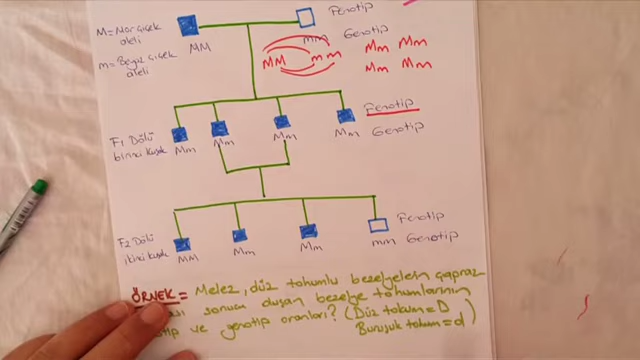 M=Mor çiçek aleli
m=Beyaz çiçek aleli
MM
mm
Fenotip
Genotip
MM mm
Mm Mm
Mm Mm
F1 Dölü
birinci kuşak
Mm Mm Mm Mm
Fenotip
Genotip
F2 Dölü
ikinci kuşak
MM Mm Mm mm
Fenotip
Genotip
ÖRNEK= Melez, düz tohumlu bezelyelerin çapraz
sonucu oluşan bezelye tohumlarının
ve genotip oranları? (Düz tohum=D
Buruşuk tohum=d)